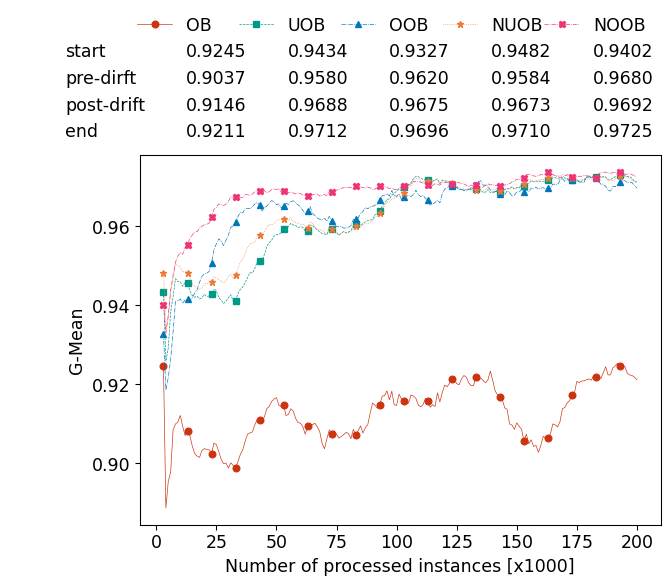 OB UOB OOB NUOB NOOB
start 0.9245 0.9434 0.9327 0.9482 0.9402
pre-dirft 0.9037 0.9580 0.9620 0.9584 0.9680
post-drift 0.9146 0.9688 0.9675 0.9673 0.9692
end 0.9211 0.9712 0.9696 0.9710 0.9725
0.96
0.94
0.92
0.90
G-Mean
0 25 50 75 100 125 150 175 200
Number of processed instances [x1000]